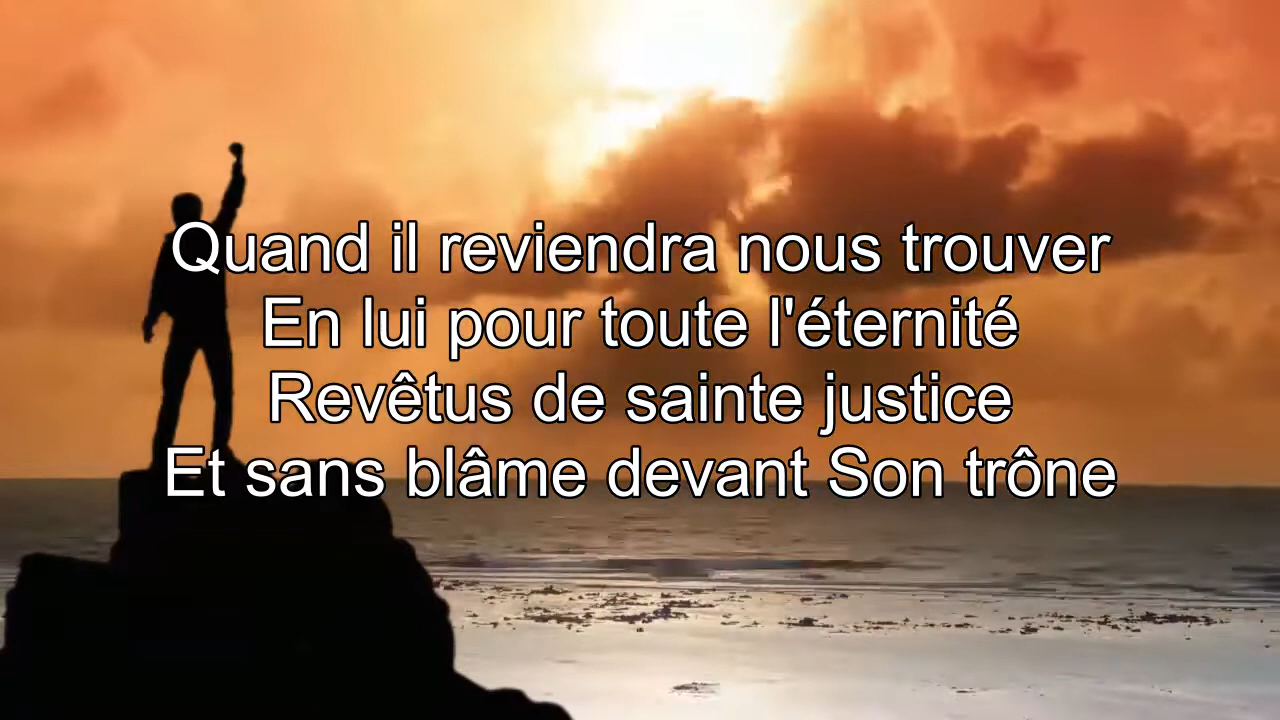 Quand il reviendra nous trouver
En lui pour toute l'éternité
Revêtus de sainte justice
Et sans blâme devant Son trône